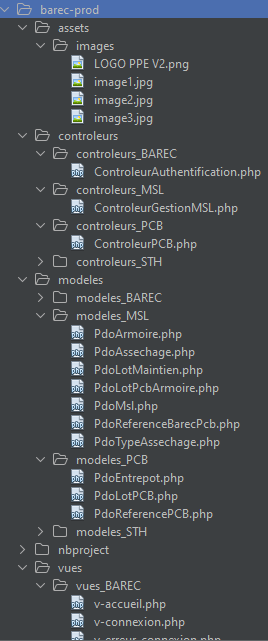 barec-prod
assets
images
LOGO PPE V2.png
image1.jpg
image2.jpg
image3.jpg
controleurs
controleurs_BAREC
ControleurAuthentification.php
controleurs_MSL
ControleurGestionMSL.php
controleurs_PCB
ControleurPCB.php
controleurs_STH
modeles
modeles_BAREC
modeles_MSL
PdoArmoire.php
PdoAssechage.php
PdoLotMaintien.php
PdoLotPcbArmoire.php
PdoMsl.php
PdoReferenceBarecPcb.php
PdoTypeAssechage.php
modeles_PCB
PdoEntrepot.php
PdoLotPCB.php
PdoReferencePCB.php
modeles_STH
nbproject
vues
vues_BAREC
v-accueil.php
v-connexion.php
v-erreur-connexion.php